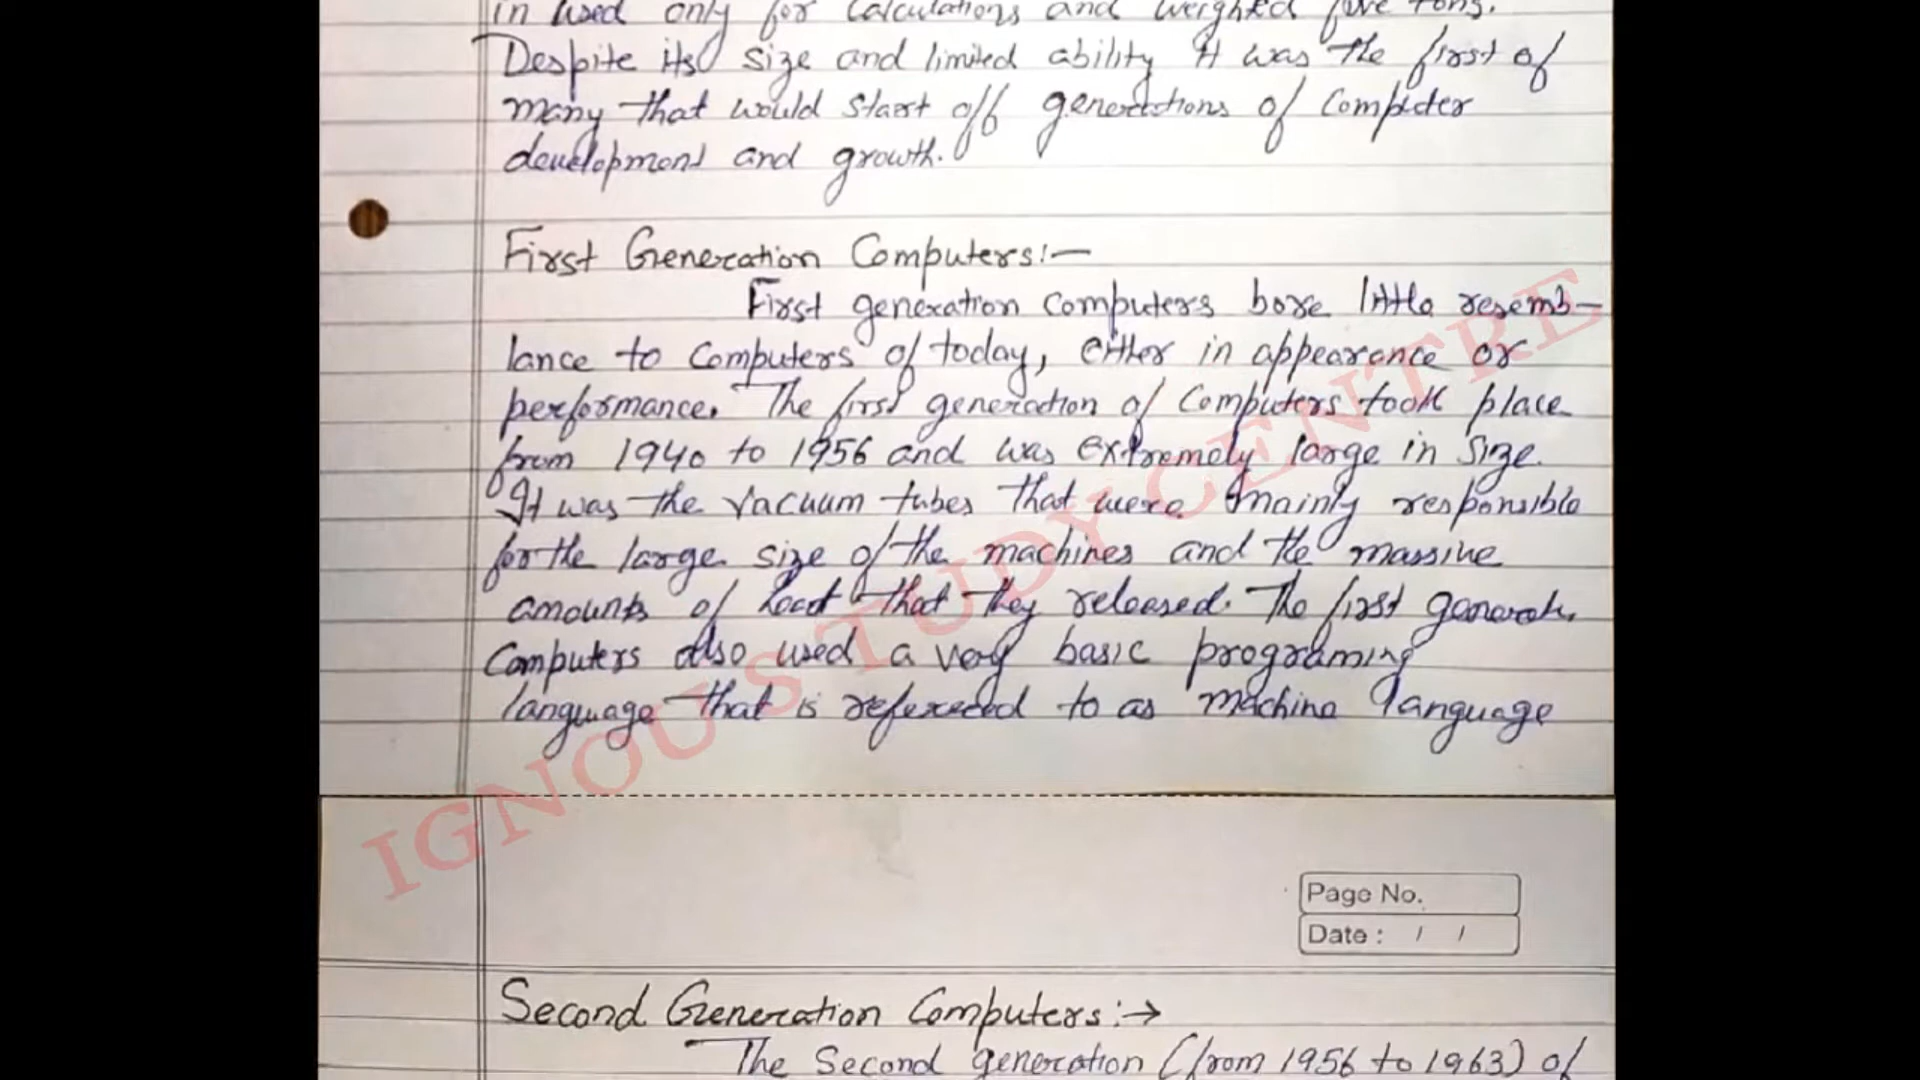 in used only for Calculations and weighted five tons.
Despite its size and limited ability it was the first of
many that would start off generations of Computer
development and growth.
First Generation Computers:—
First generation Computers bore little resemb-
lance to Computers of today, either in appearance or
performance. The first generation of Computers took place
from 1940 to 1956 and was extremely large in size.
It was the vacuum tubes that were mainly responsible
for the large size of the machines and the massive
amounts of heat that they released. The first generat.
Computers also used a very basic programing
language that is refereced to as machine language
IGNOU STUDY CENTRE
Page No.
Date : / /
Second Generation Computers:→
The Second generation (from 1956 to 1963) of